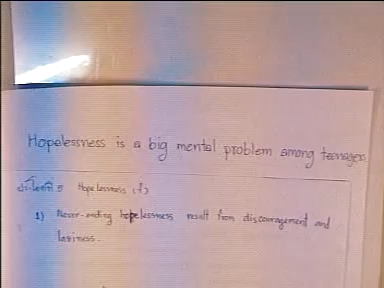 Hopelessness is a big mental problem among teenagers
Hopelessness (f)
1) Never-ending hopelessness result from discouragement and
laziness.